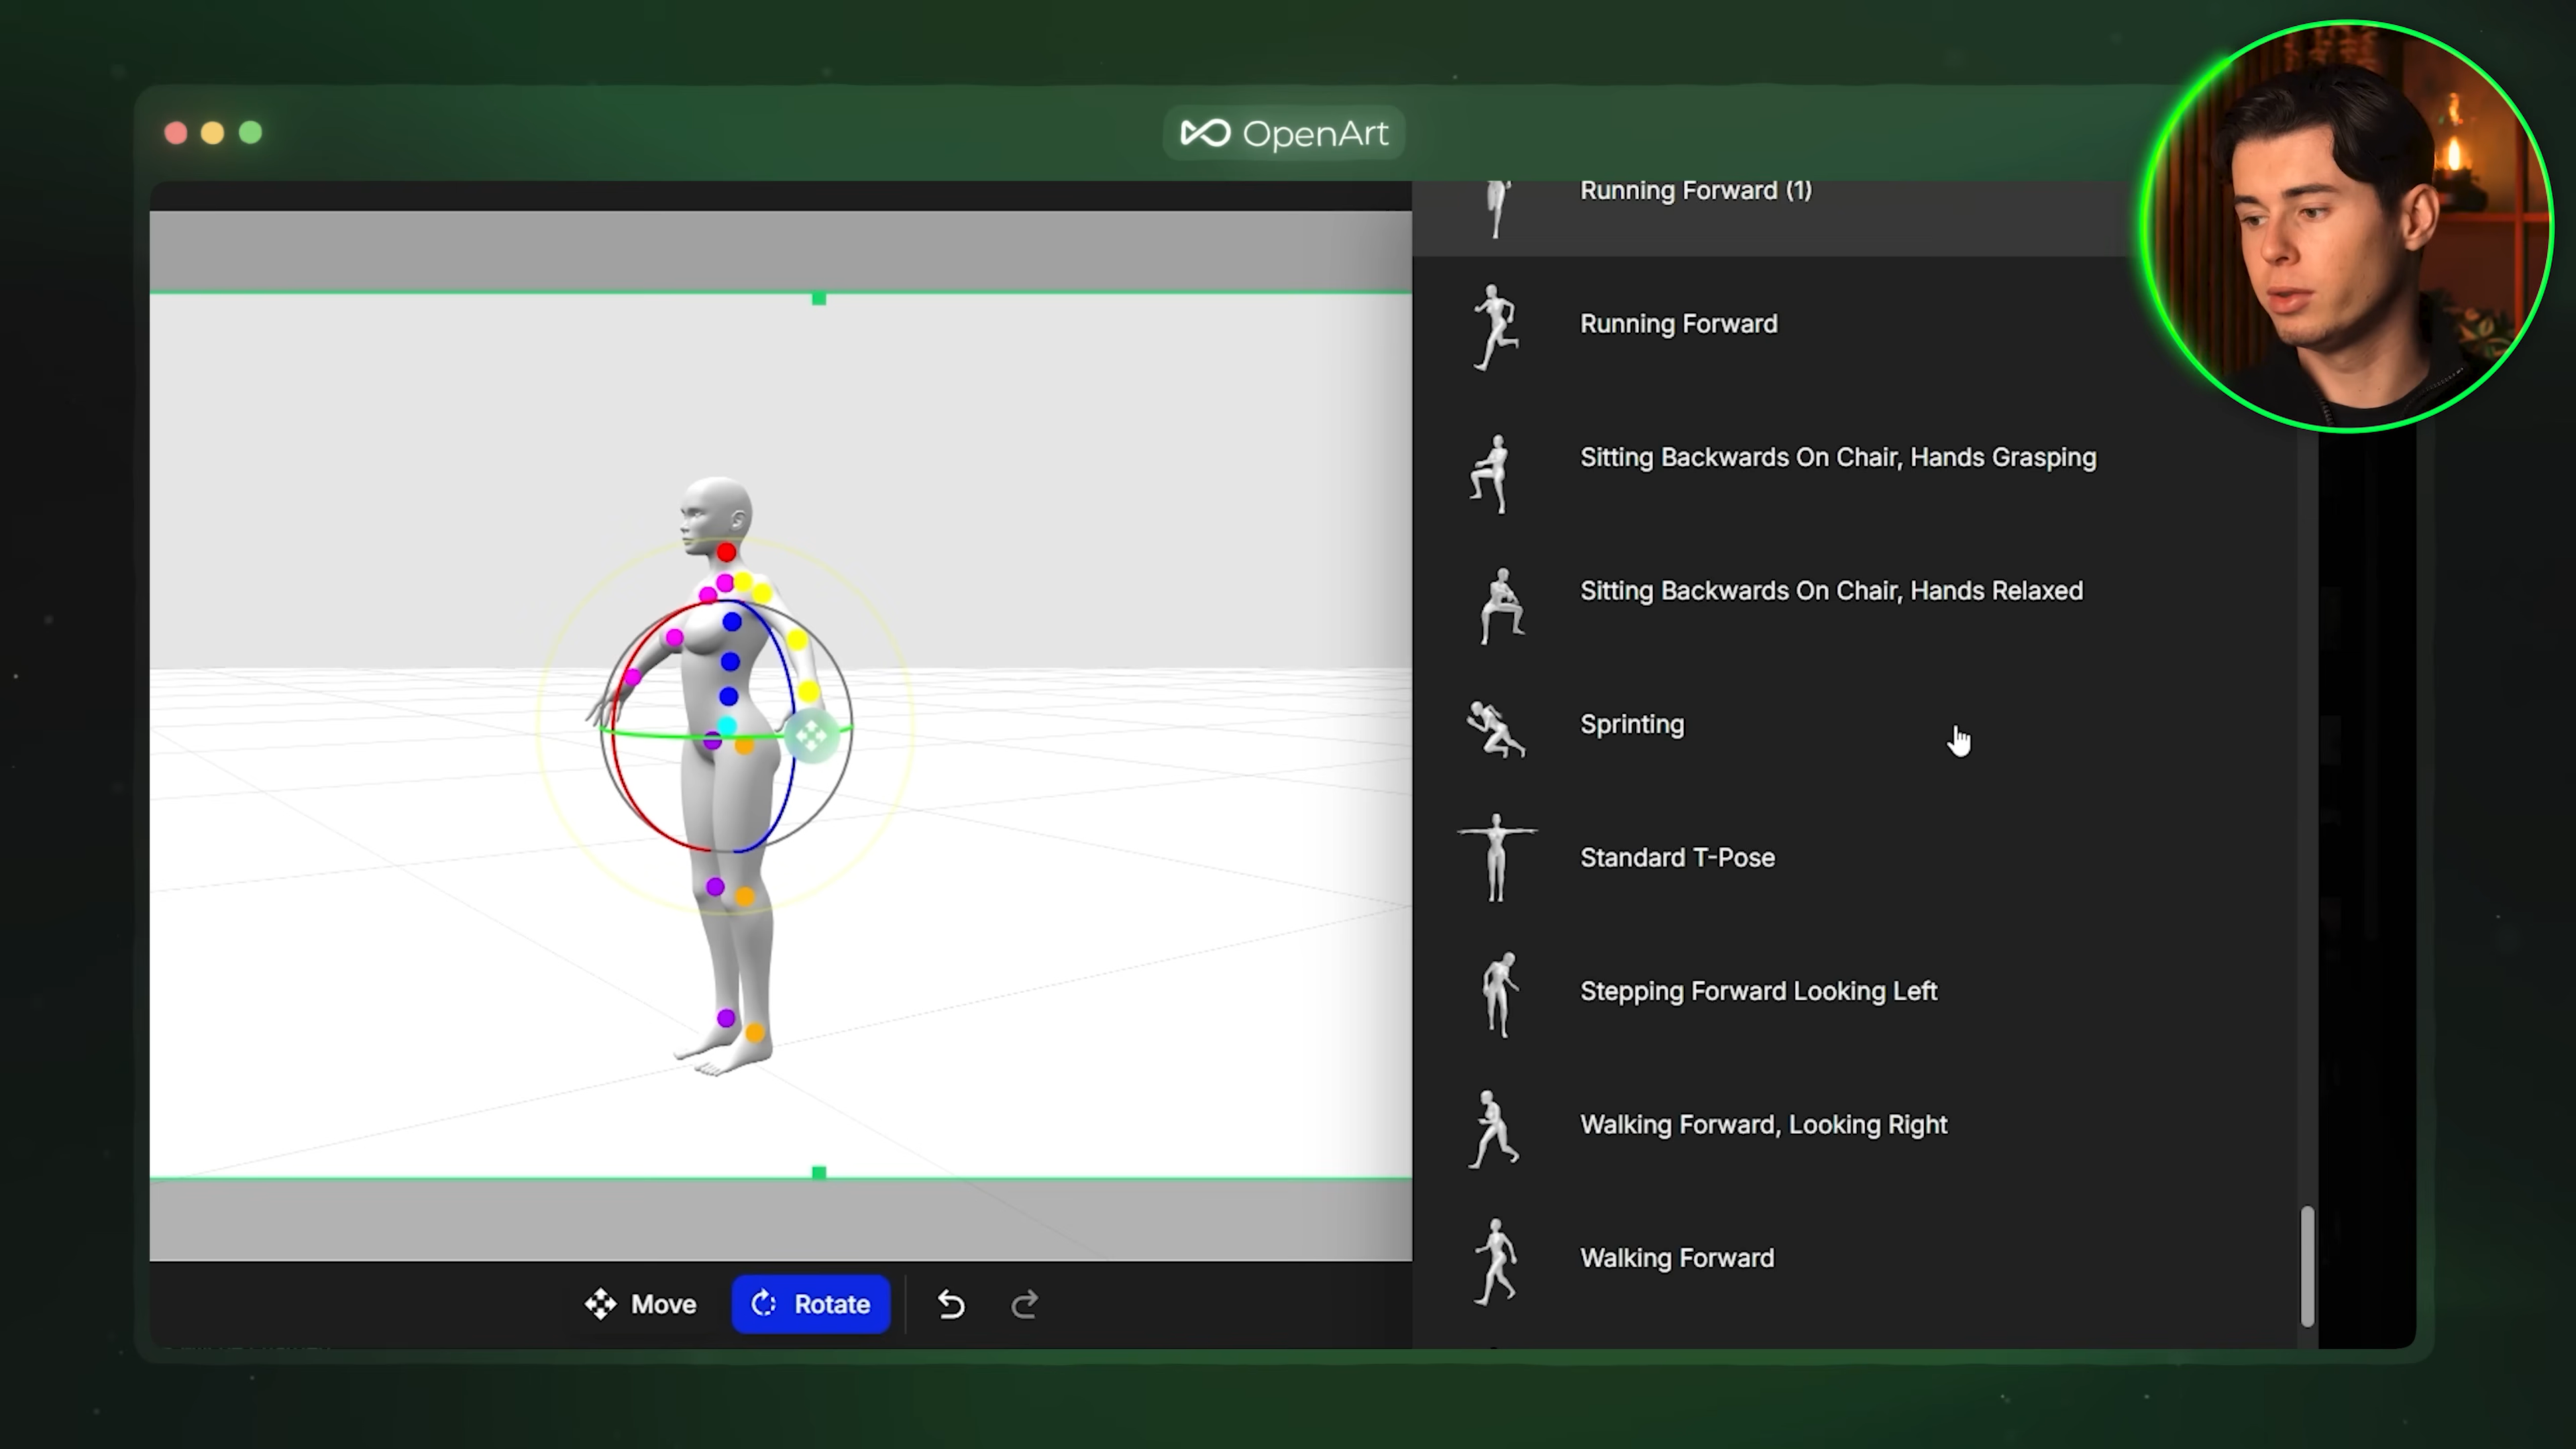 OpenArt
Running Forward (1)
Running Forward
Sitting Backwards On Chair, Hands Grasping
Sitting Backwards On Chair, Hands Relaxed
Sprinting
Standard T-Pose
Stepping Forward Looking Left
Walking Forward, Looking Right
Walking Forward
Move
Rotate